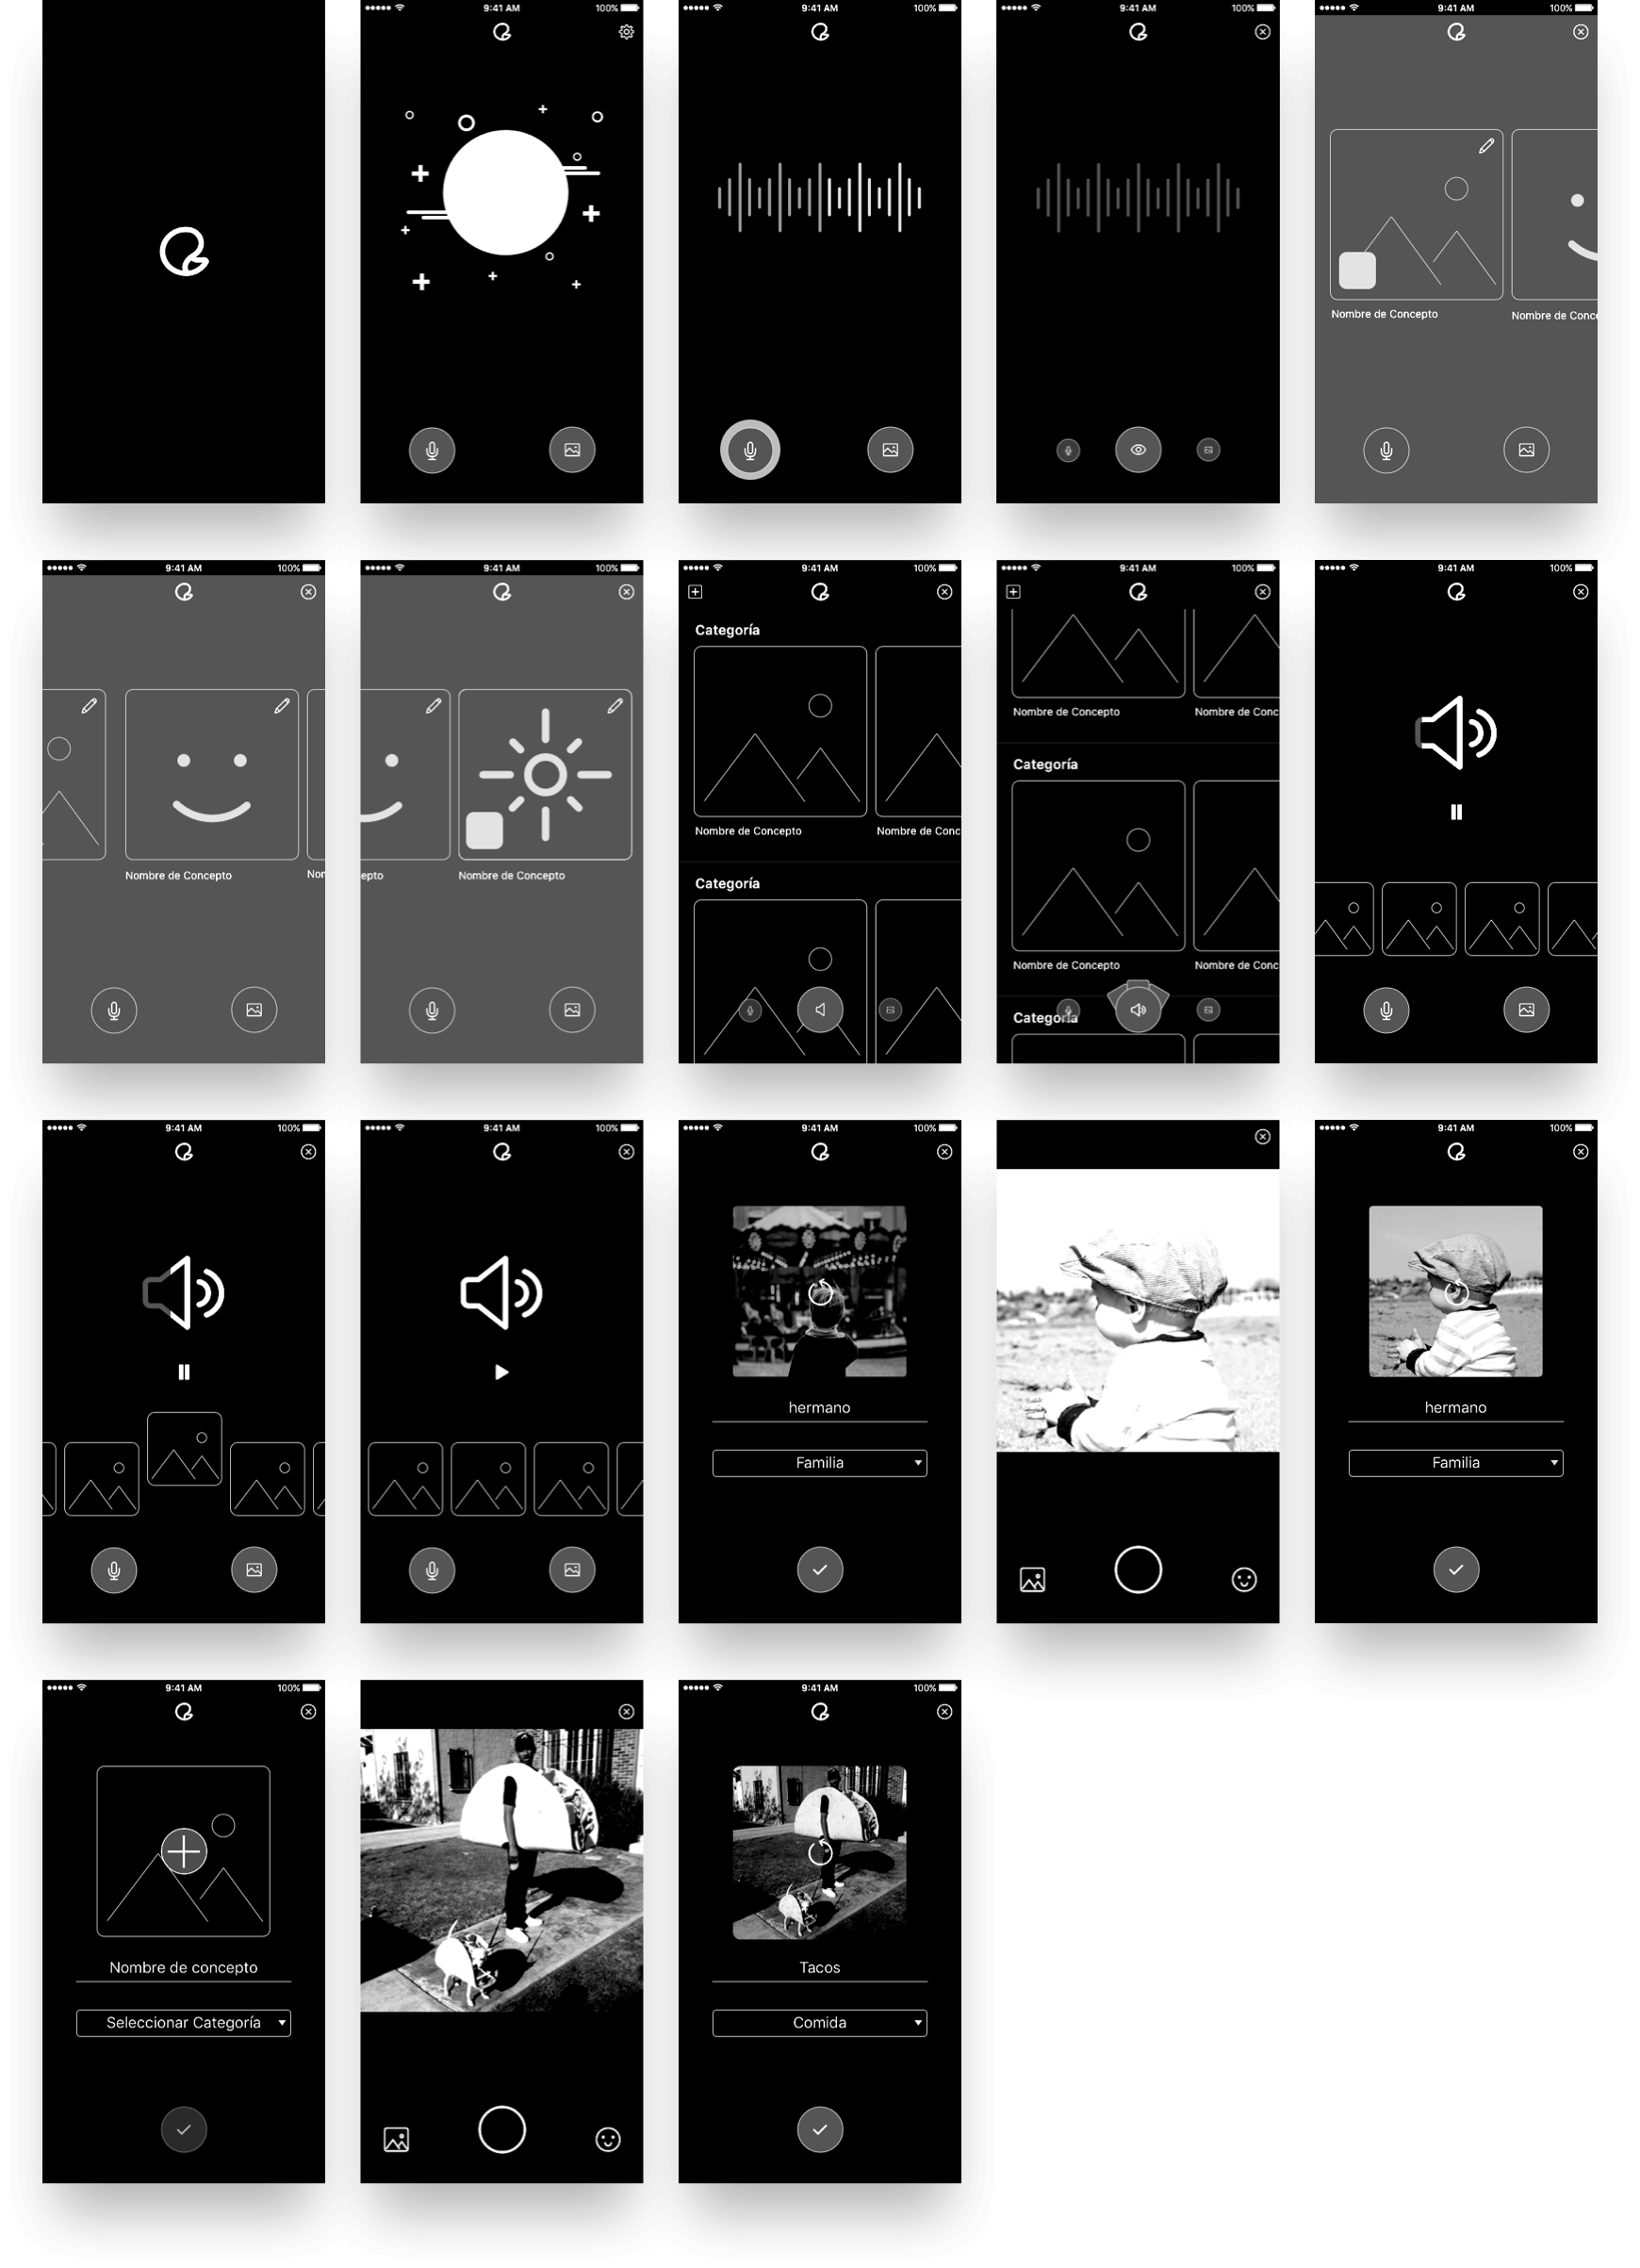 9:41 AM 100%
9:41 AM 100%
9:41 AM 100%
9:41 AM 100%
Nombre de Concepto
Nombre de Conce
9:41 AM 100%
Nombre de Concepto
Nor
9:41 AM 100%
epto
Nombre de Concepto
9:41 AM 100%
Categoría
Nombre de Concepto
Nombre de Conc
Categoría
9:41 AM 100%
Nombre de Concepto
Nombre de Conc
Categoría
Nombre de Concepto
Nombre de Conc
Categoría
9:41 AM 100%
9:41 AM 100%
9:41 AM 100%
9:41 AM 100%
hermano
Familia
9:41 AM 100%
hermano
Familia
9:41 AM 100%
Nombre de concepto
Seleccionar Categoría
9:41 AM 100%
Tacos
Comida